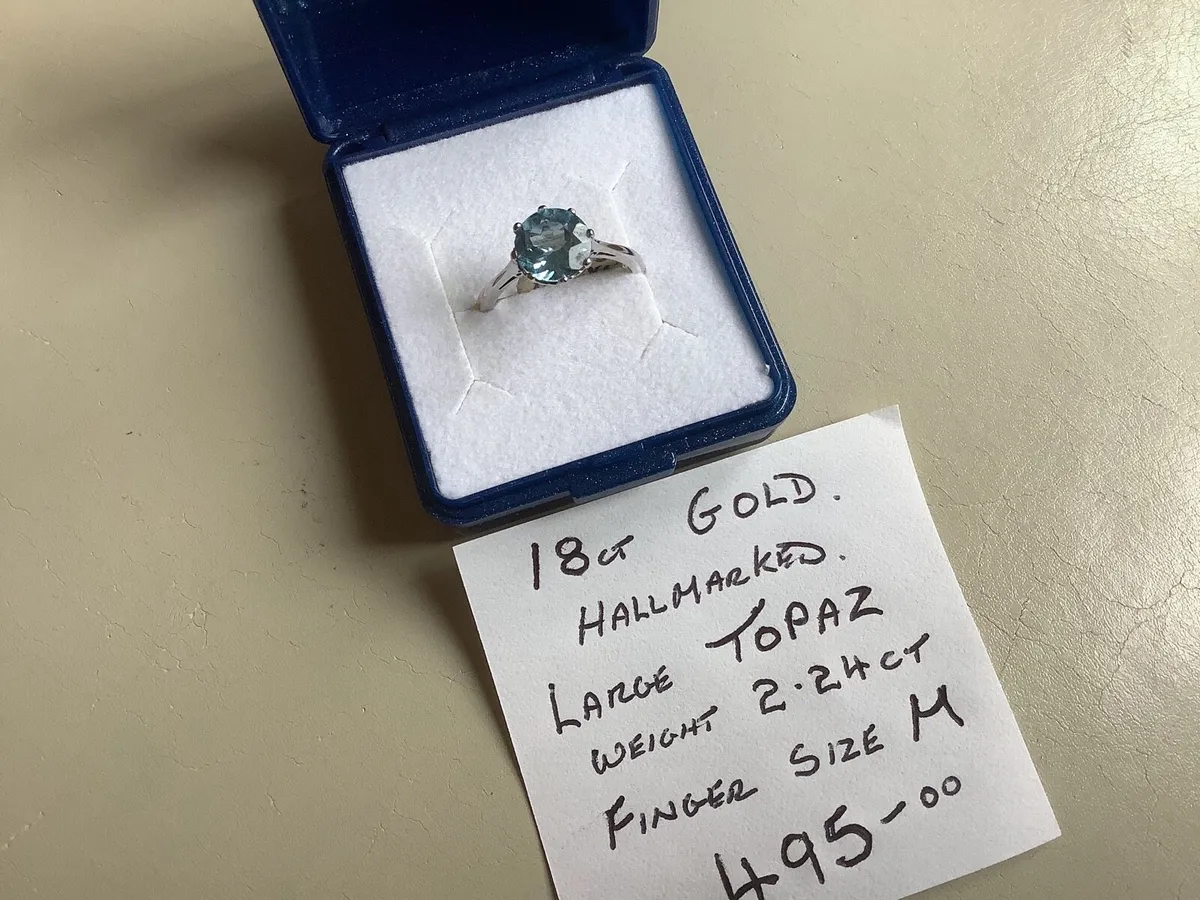 18CT GOLD.
HALLMARKED.
LARGE TOPAZ
WEIGHT 2.24CT
FINGER SIZE M
495-00